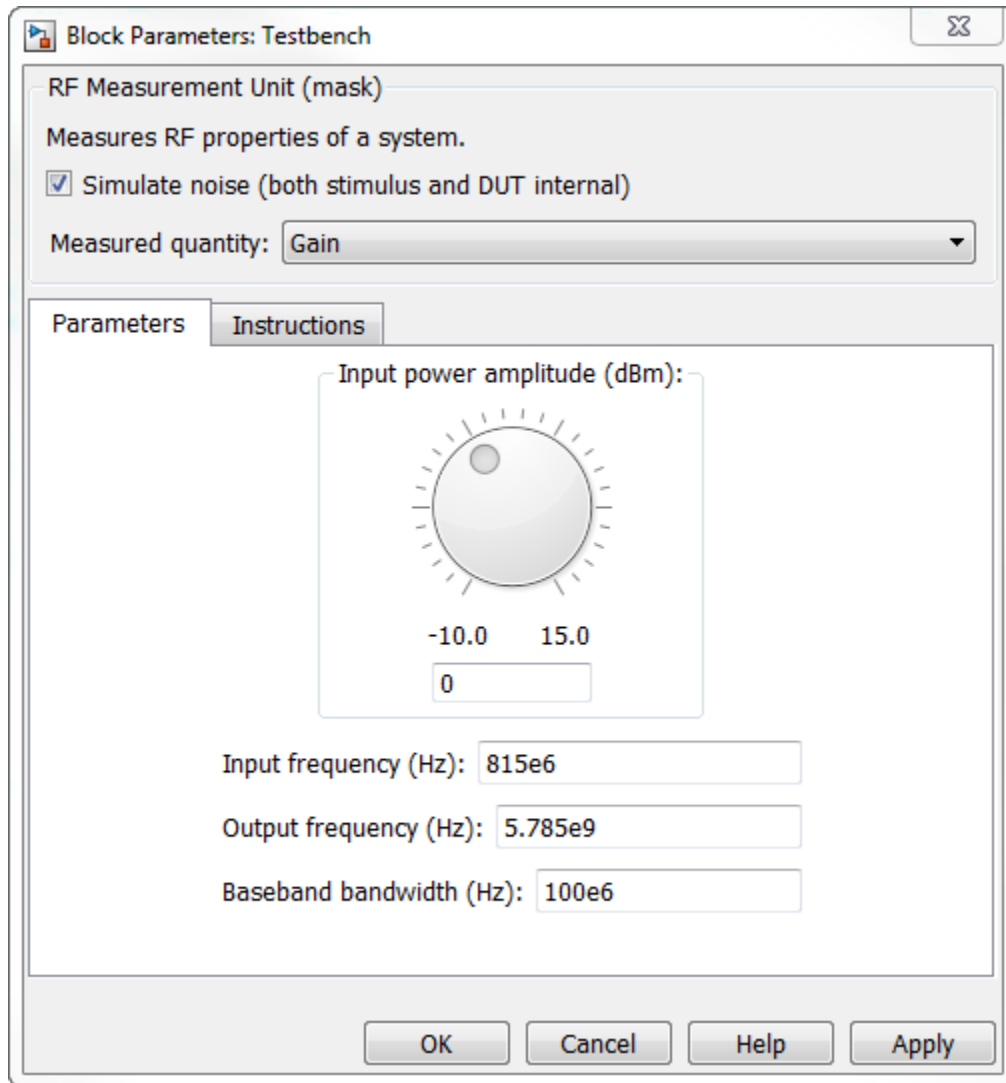 Block Parameters: Testbench
RF Measurement Unit (mask)
Measures RF properties of a system.
Simulate noise (both stimulus and DUT internal)
Measured quantity: Gain
Parameters Instructions
Input power amplitude (dBm):
-10.0 15.0
0
Input frequency (Hz): 815e6
Output frequency (Hz): 5.785e9
Baseband bandwidth (Hz): 100e6
OK Cancel Help Apply